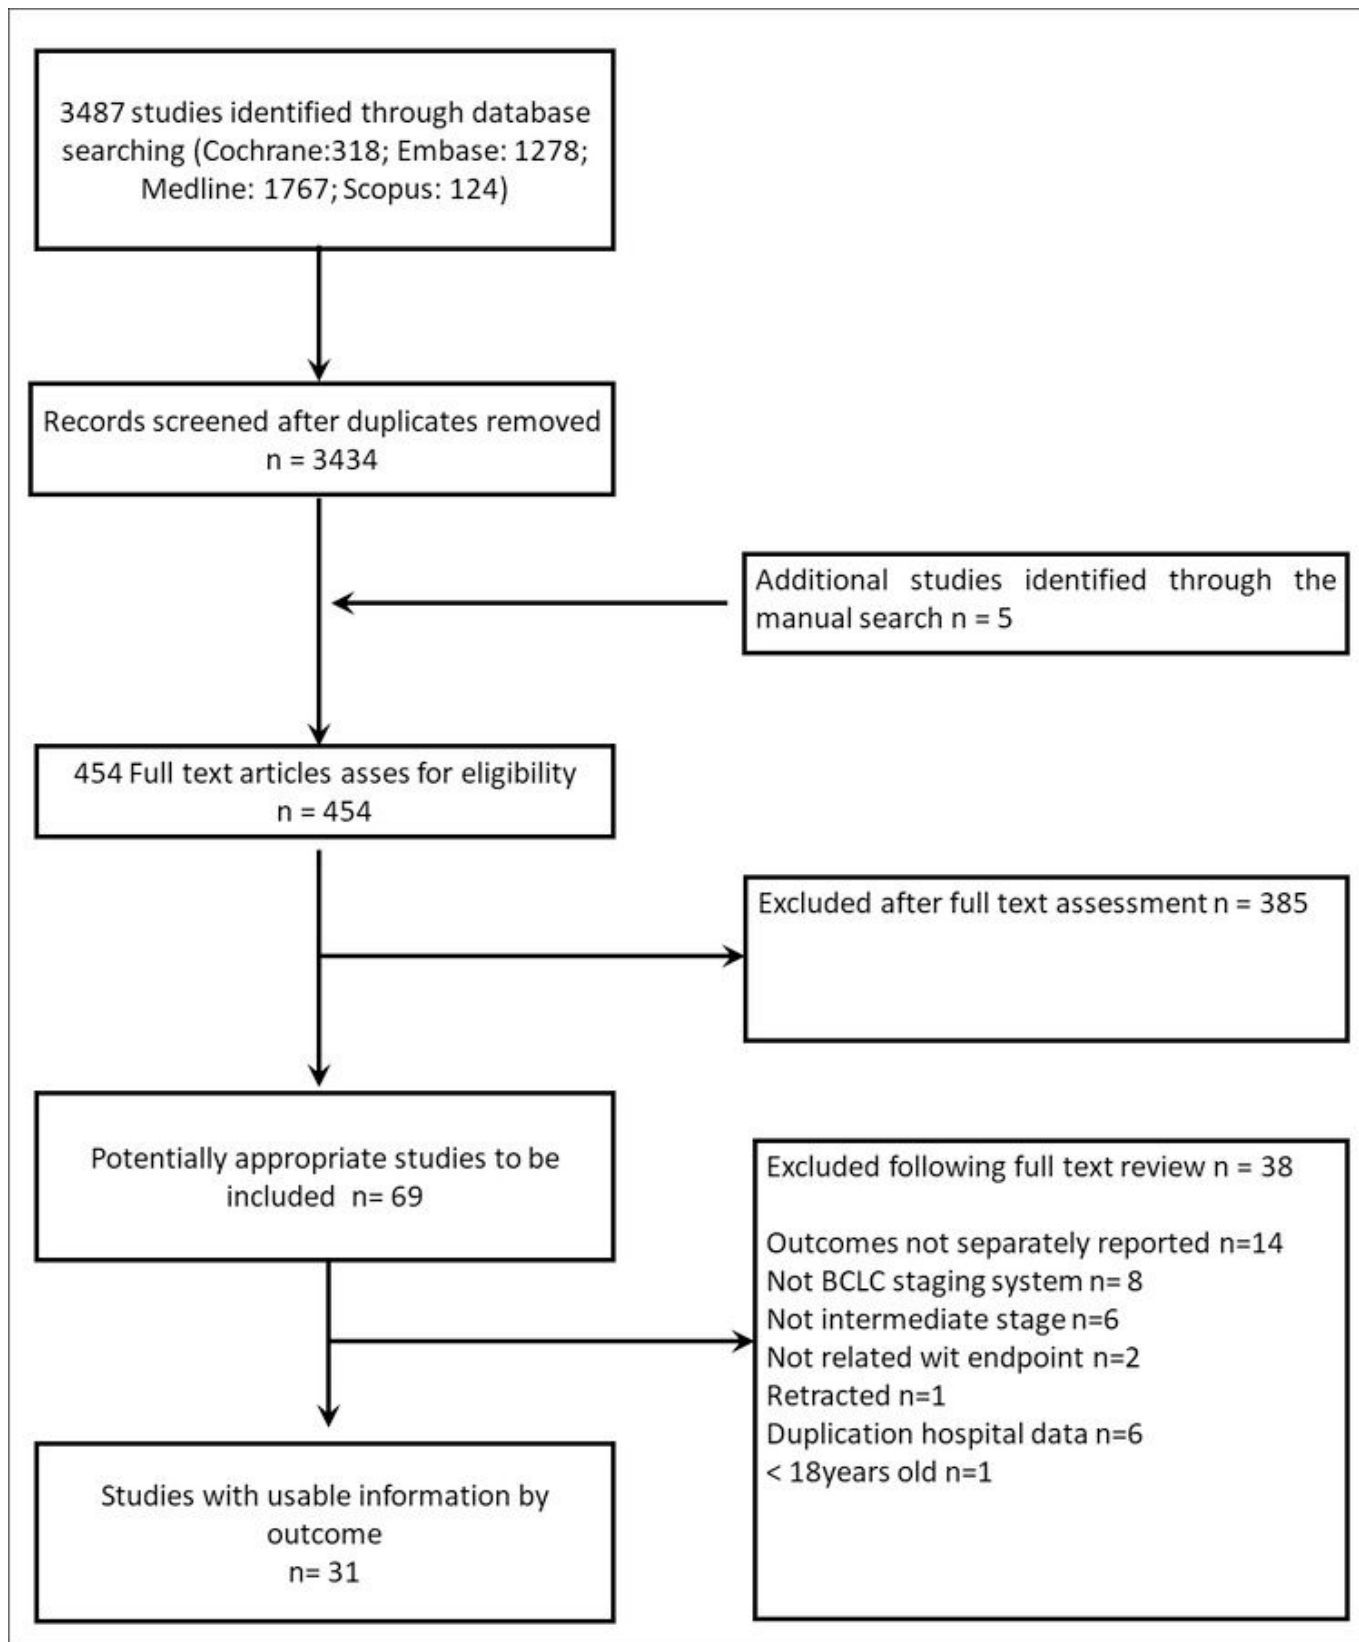 3487 studies identified through database
searching (Cochrane:318; Embase: 1278;
Medline: 1767; Scopus: 124)
Records screened after duplicates removed
n = 3434
Additional studies identified through the
manual search n = 5
454 Full text articles asses for eligibility
n = 454
Excluded after full text assessment n = 385
Potentially appropriate studies to be
included n= 69
Excluded following full text review n = 38
Outcomes not separately reported n=14
Not BCLC staging system n= 8
Not intermediate stage n=6
Not related wit endpoint n=2
Retracted n=1
Duplication hospital data n=6
< 18years old n=1
Studies with usable information by
outcome
n= 31